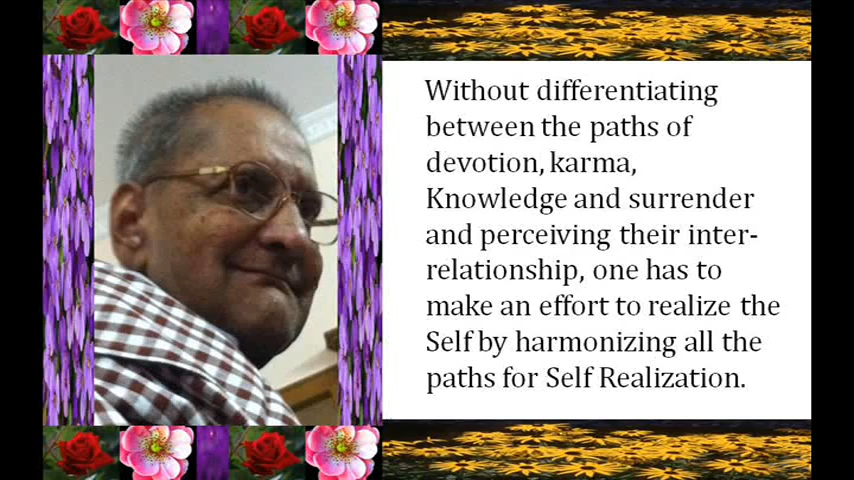 Without differentiating
between the paths of
devotion, karma,
Knowledge and surrender
and perceiving their inter-
relationship, one has to
make an effort to realize the
Self by harmonizing all the
paths for Self Realization.